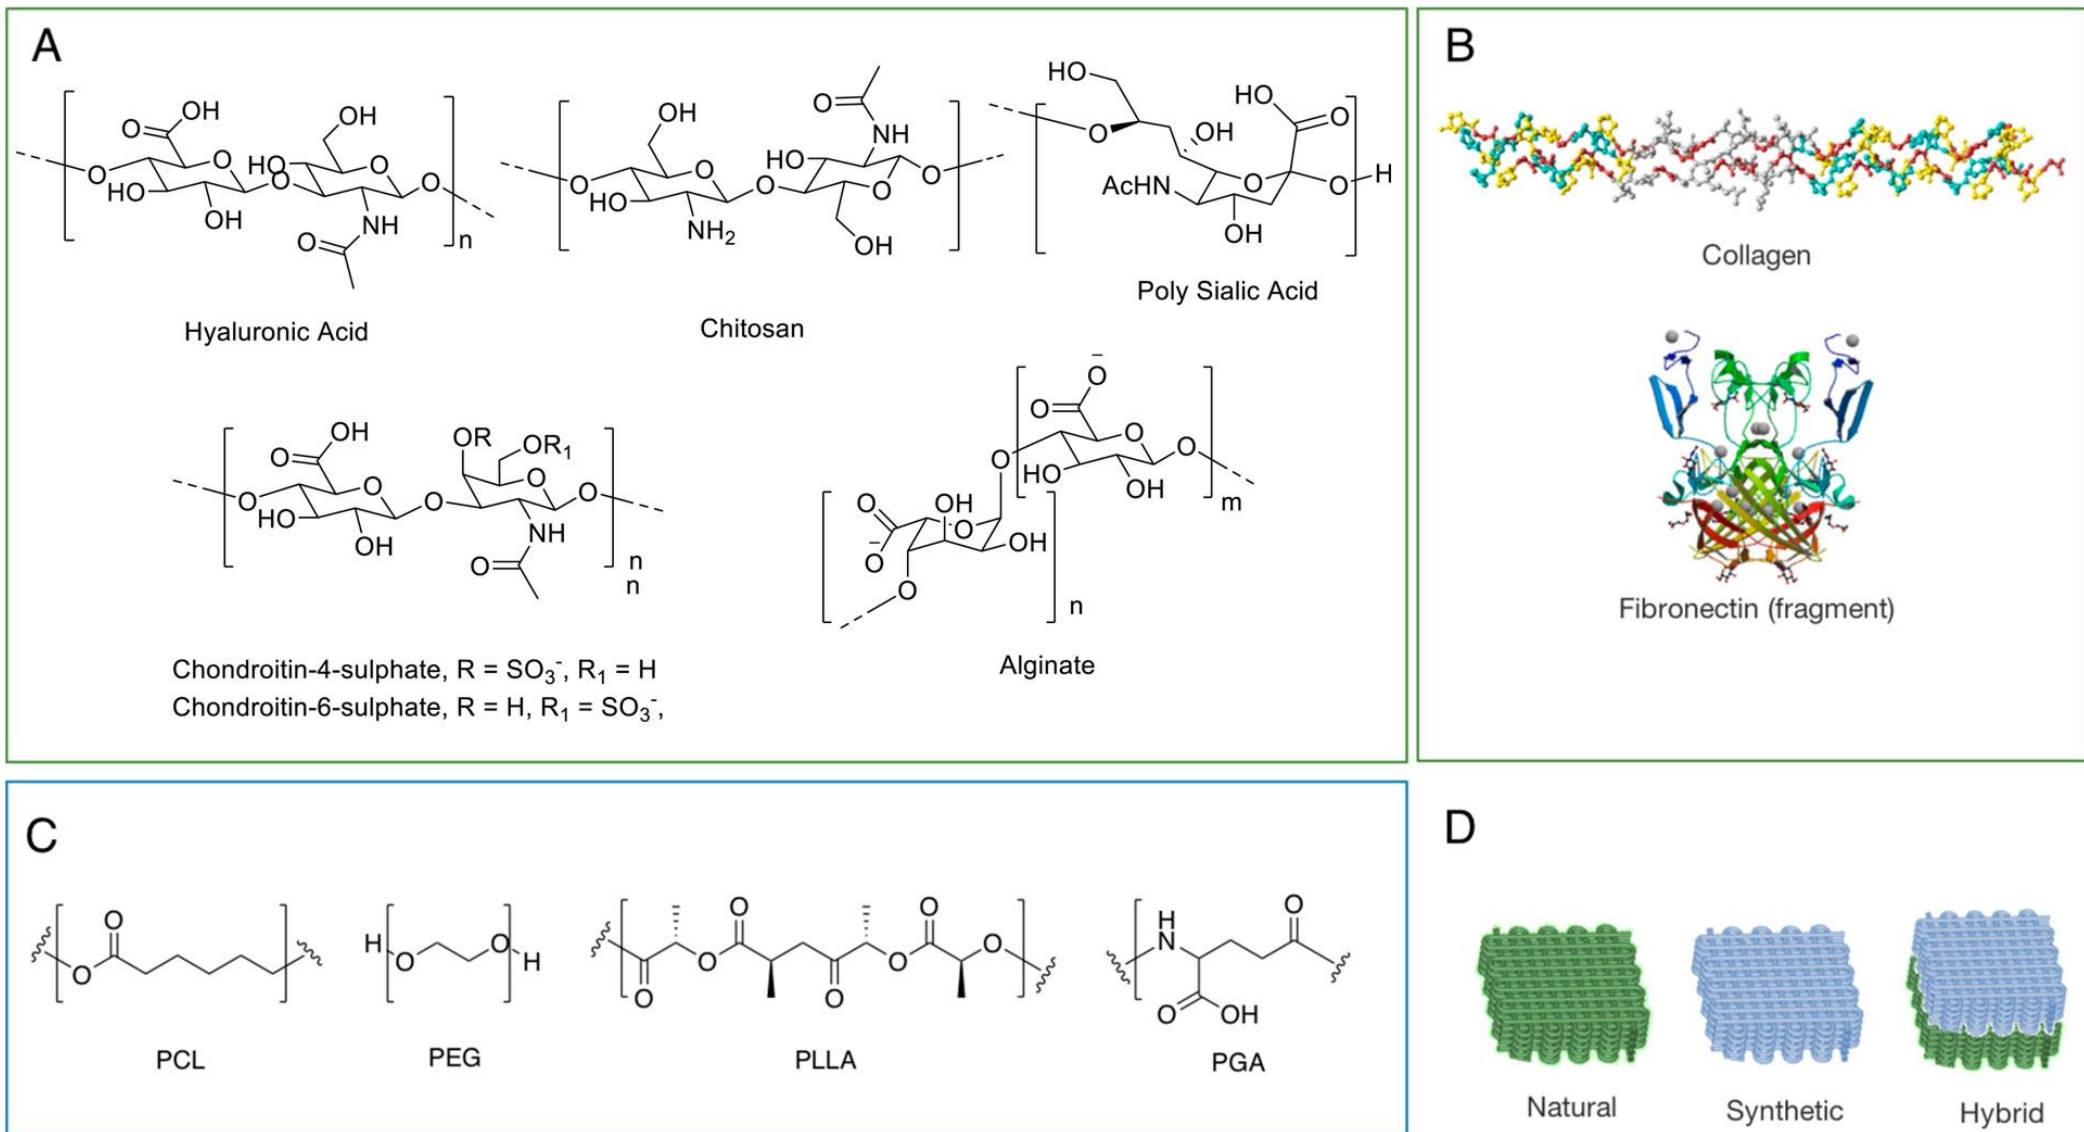 A
OH
O
OH
O
O
HO
O
O
HO
O
OH
NH
O
n
Hyaluronic Acid
O
NH
OH
HO
O
O
O
O
HO
O
NH2
OH
Chitosan
HO
HO
O
O
OH
AcHN
O
O
H
OH
Poly Sialic Acid
OH
O
OR
OR1
O
O
O
O
O
HO
OH
NH
O
n
n
Chondroitin-4-sulphate, R = SO3-, R1 = H
Chondroitin-6-sulphate, R = H, R1 = SO3-,
–
O
O
O
O
O
HO
OH
m
O
OH
O
–
O
OH
O
n
Alginate
B
Collagen
Fibronectin (fragment)
C
O
O
PCL
H
O
O
H
PEG
O
O
O
O
O
O
O
PLLA
H
N
O
O
OH
PGA
D
Natural
Synthetic
Hybrid